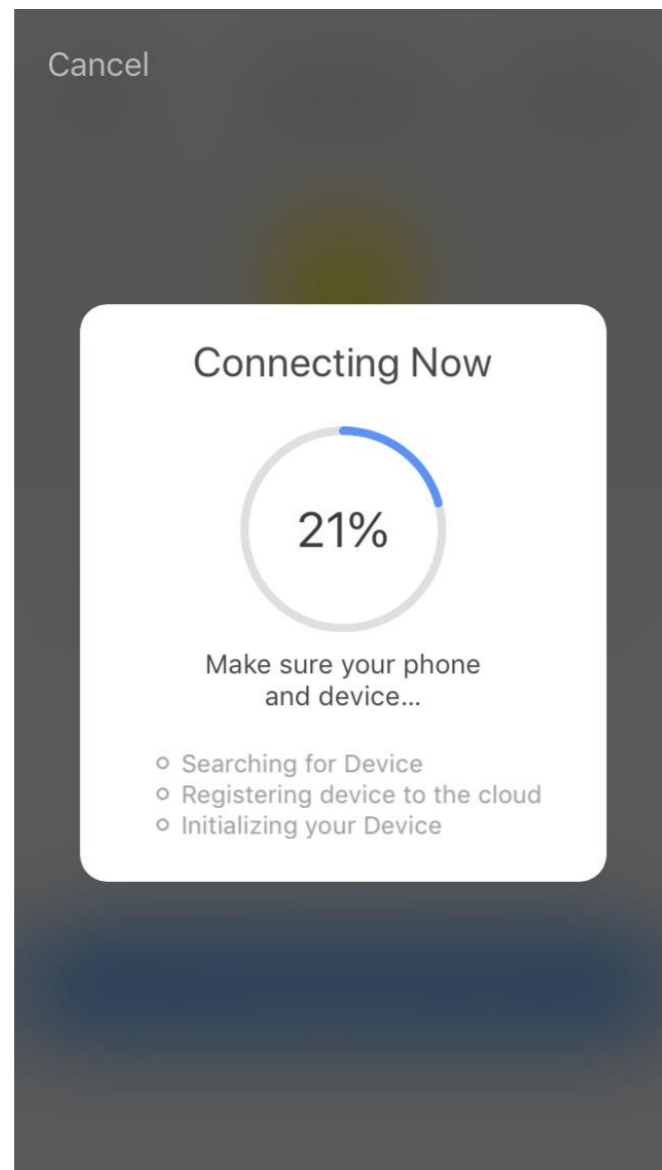 Cancel
Connecting Now
21%
Make sure your phone
and device...
Searching for Device
Registering device to the cloud
Initializing your Device